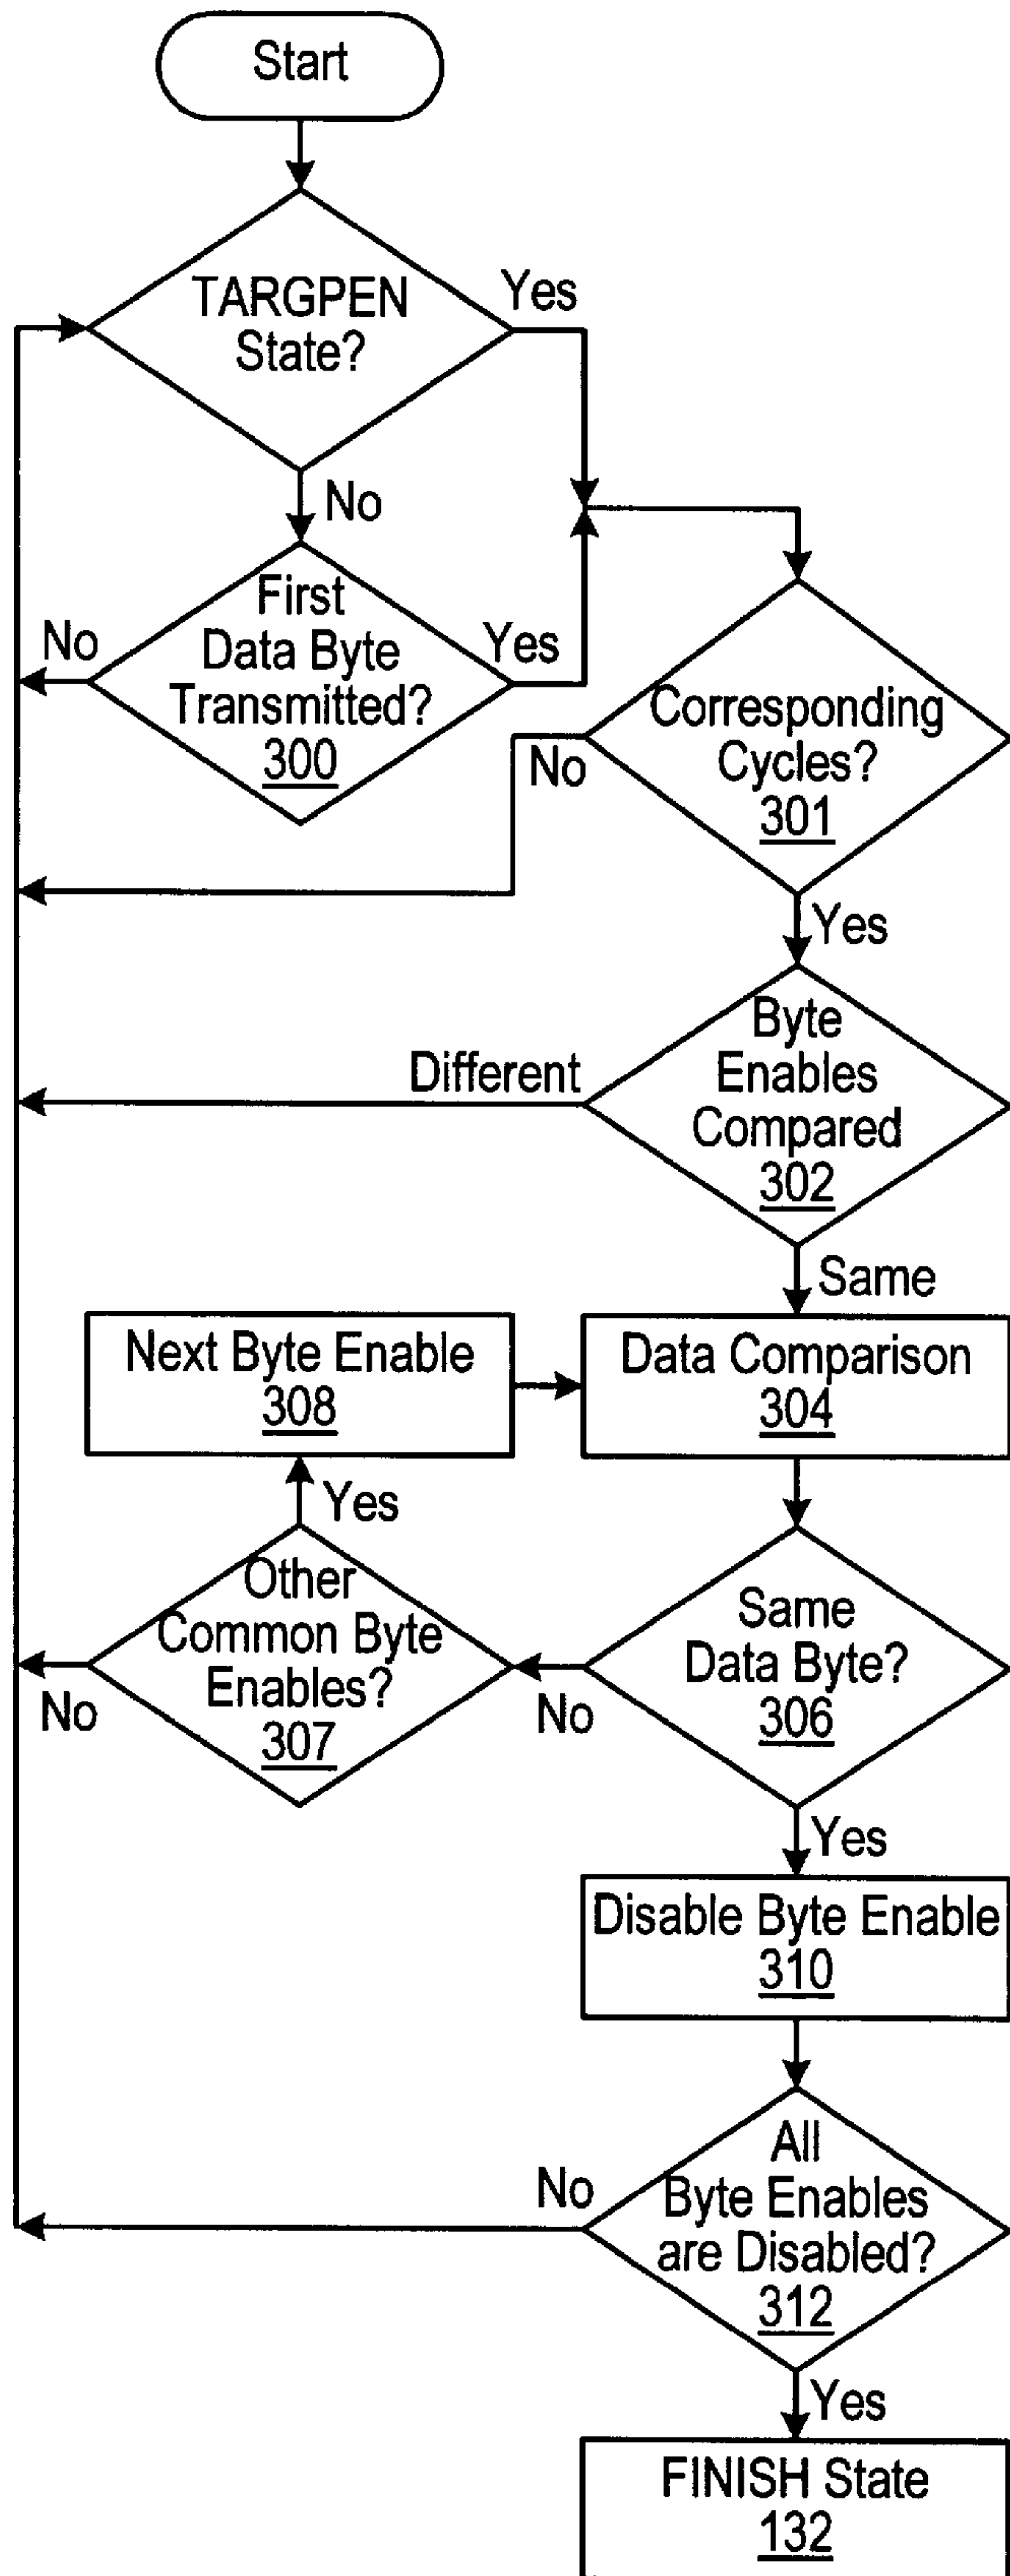 Start
TARGPEN
State?
Yes
No
First
Data Byte
Transmitted?
300
No
Yes
Corresponding
Cycles?
301
No
Yes
Byte
Enables
Compared
302
Different
Same
Next Byte Enable
308
Data Comparison
304
Yes
Other
Common Byte
Enables?
307
No
Same
Data Byte?
306
No
Yes
Disable Byte Enable
310
All
Byte Enables
are Disabled?
312
No
Yes
FINISH State
132